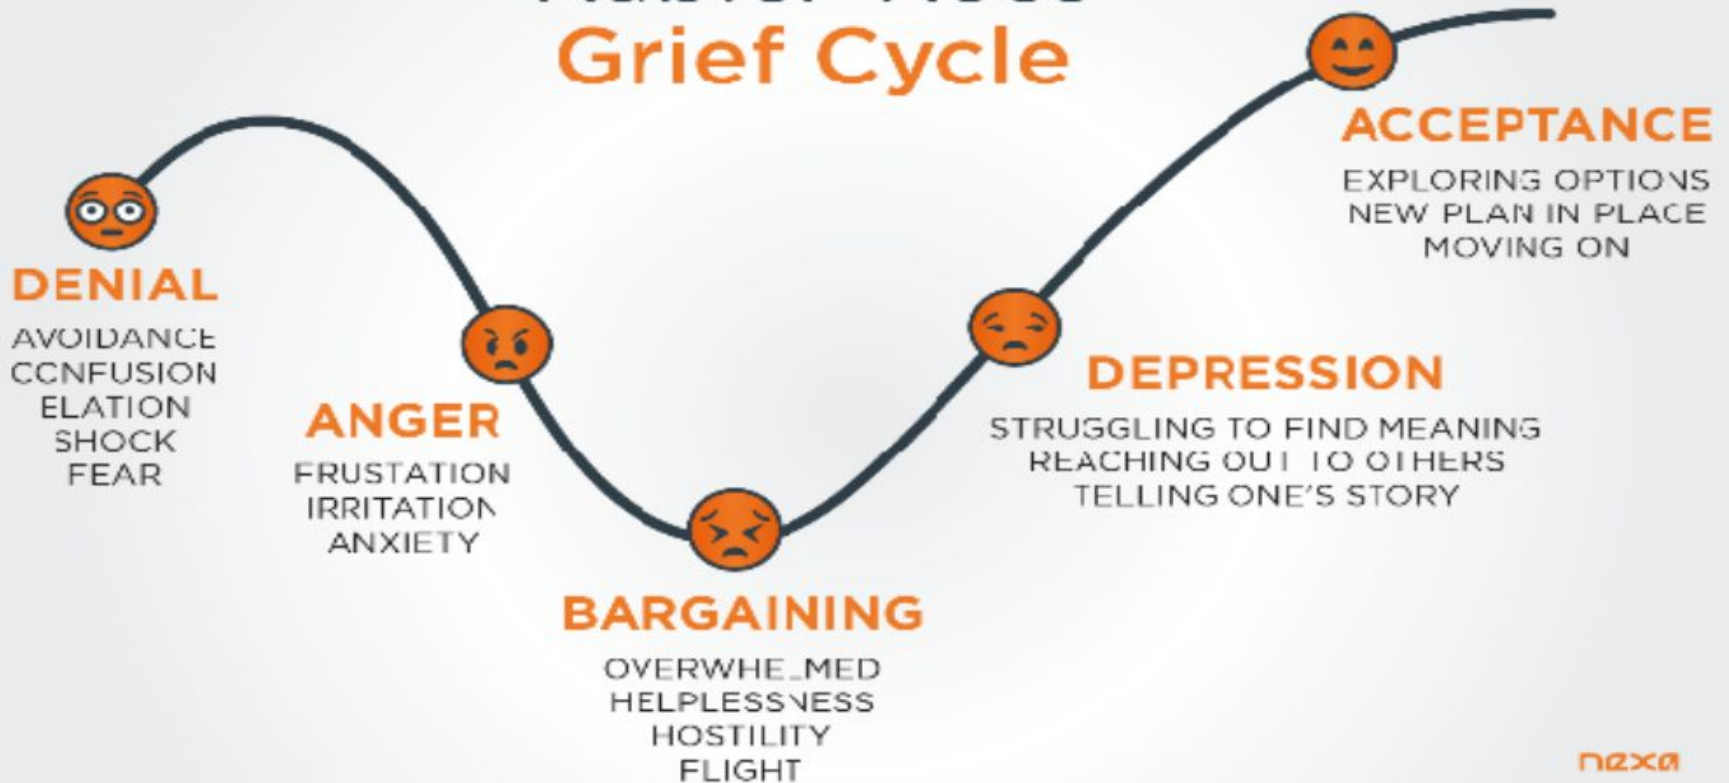 Grief Cycle
DENIAL
AVOIDANCE
CONFUSION
ELATION
SHOCK
FEAR
ANGER
FRUSTATION
IRRITATION
ANXIETY
BARGAINING
OVERWHELMED
HELPLESSNESS
HOSTILITY
FLIGHT
DEPRESSION
STRUGGLING TO FIND MEANING
REACHING OUT TO OTHERS
TELLING ONE'S STORY
ACCEPTANCE
EXPLORING OPTIONS
NEW PLAN IN PLACE
MOVING ON
nexa